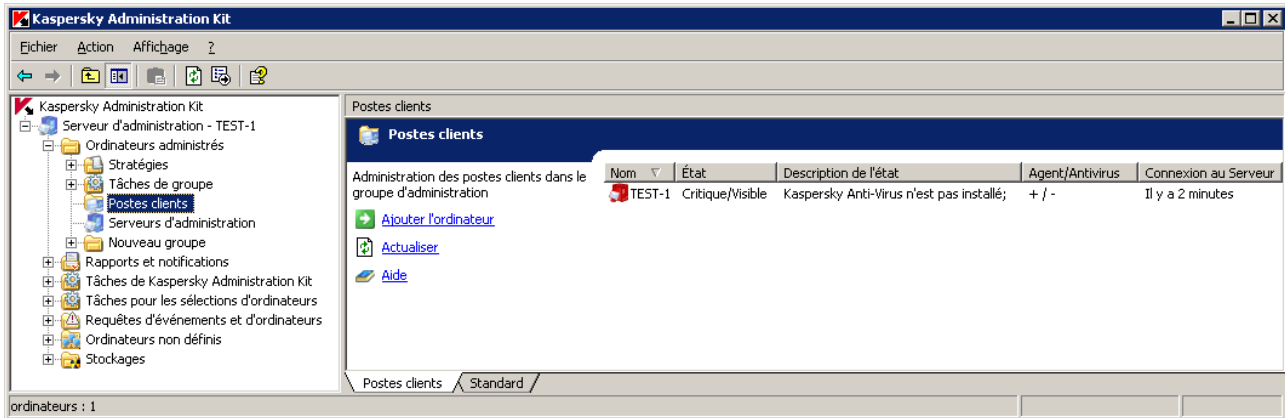 Kaspersky Administration Kit
Fichier Action Affichage ?
Kaspersky Administration Kit
Serveur d'administration - TEST-1
Ordinateurs administrés
Stratégies
Tâches de groupe
Postes clients
Serveurs d'administration
Nouveau groupe
Rapports et notifications
Tâches de Kaspersky Administration Kit
Tâches pour les sélections d'ordinateurs
Requêtes d'événements et d'ordinateurs
Ordinateurs non définis
Stockages
Postes clients
Postes clients
Administration des postes clients dans le
groupe d'administration
Ajouter l'ordinateur
Actualiser
Aide
Nom État Description de l'état Agent/Antivirus Connexion au Serveur
TEST-1 Critique/Visible Kaspersky Anti-Virus n'est pas installé; + / - Il y a 2 minutes
Postes clients Standard
ordinateurs : 1